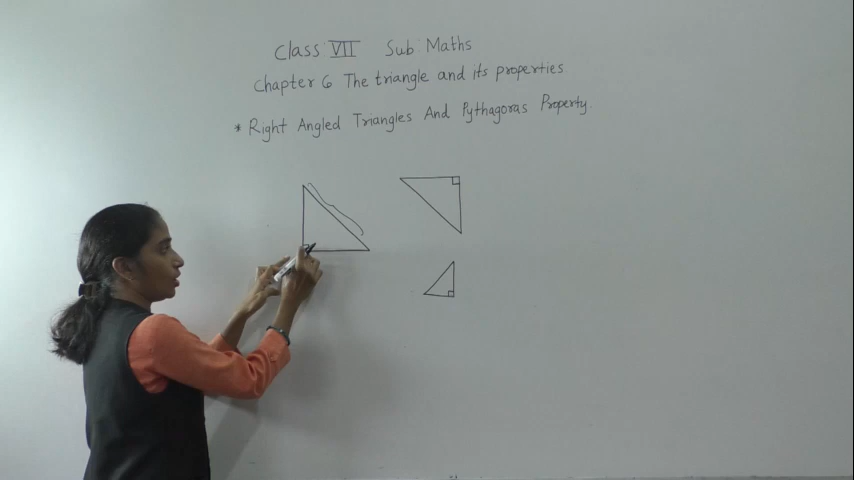 Class VII Sub Maths
Chapter 6 The triangle and its properties
* Right Angled Triangles And Pythagoras Property.